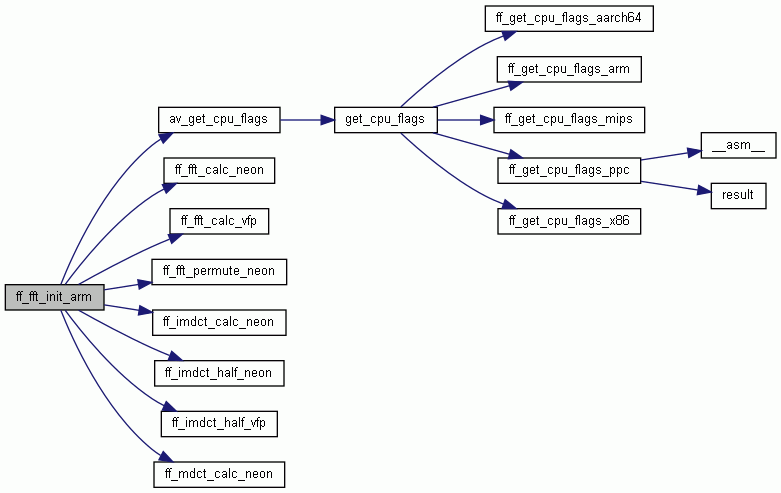 ff_get_cpu_flags_aarch64
ff_get_cpu_flags_arm
av_get_cpu_flags
get_cpu_flags
ff_get_cpu_flags_mips
__asm__
ff_fft_calc_neon
ff_get_cpu_flags_ppc
result
ff_fft_calc_vfp
ff_get_cpu_flags_x86
ff_fft_permute_neon
ff_fft_init_arm
ff_imdct_calc_neon
ff_imdct_half_neon
ff_imdct_half_vfp
ff_mdct_calc_neon